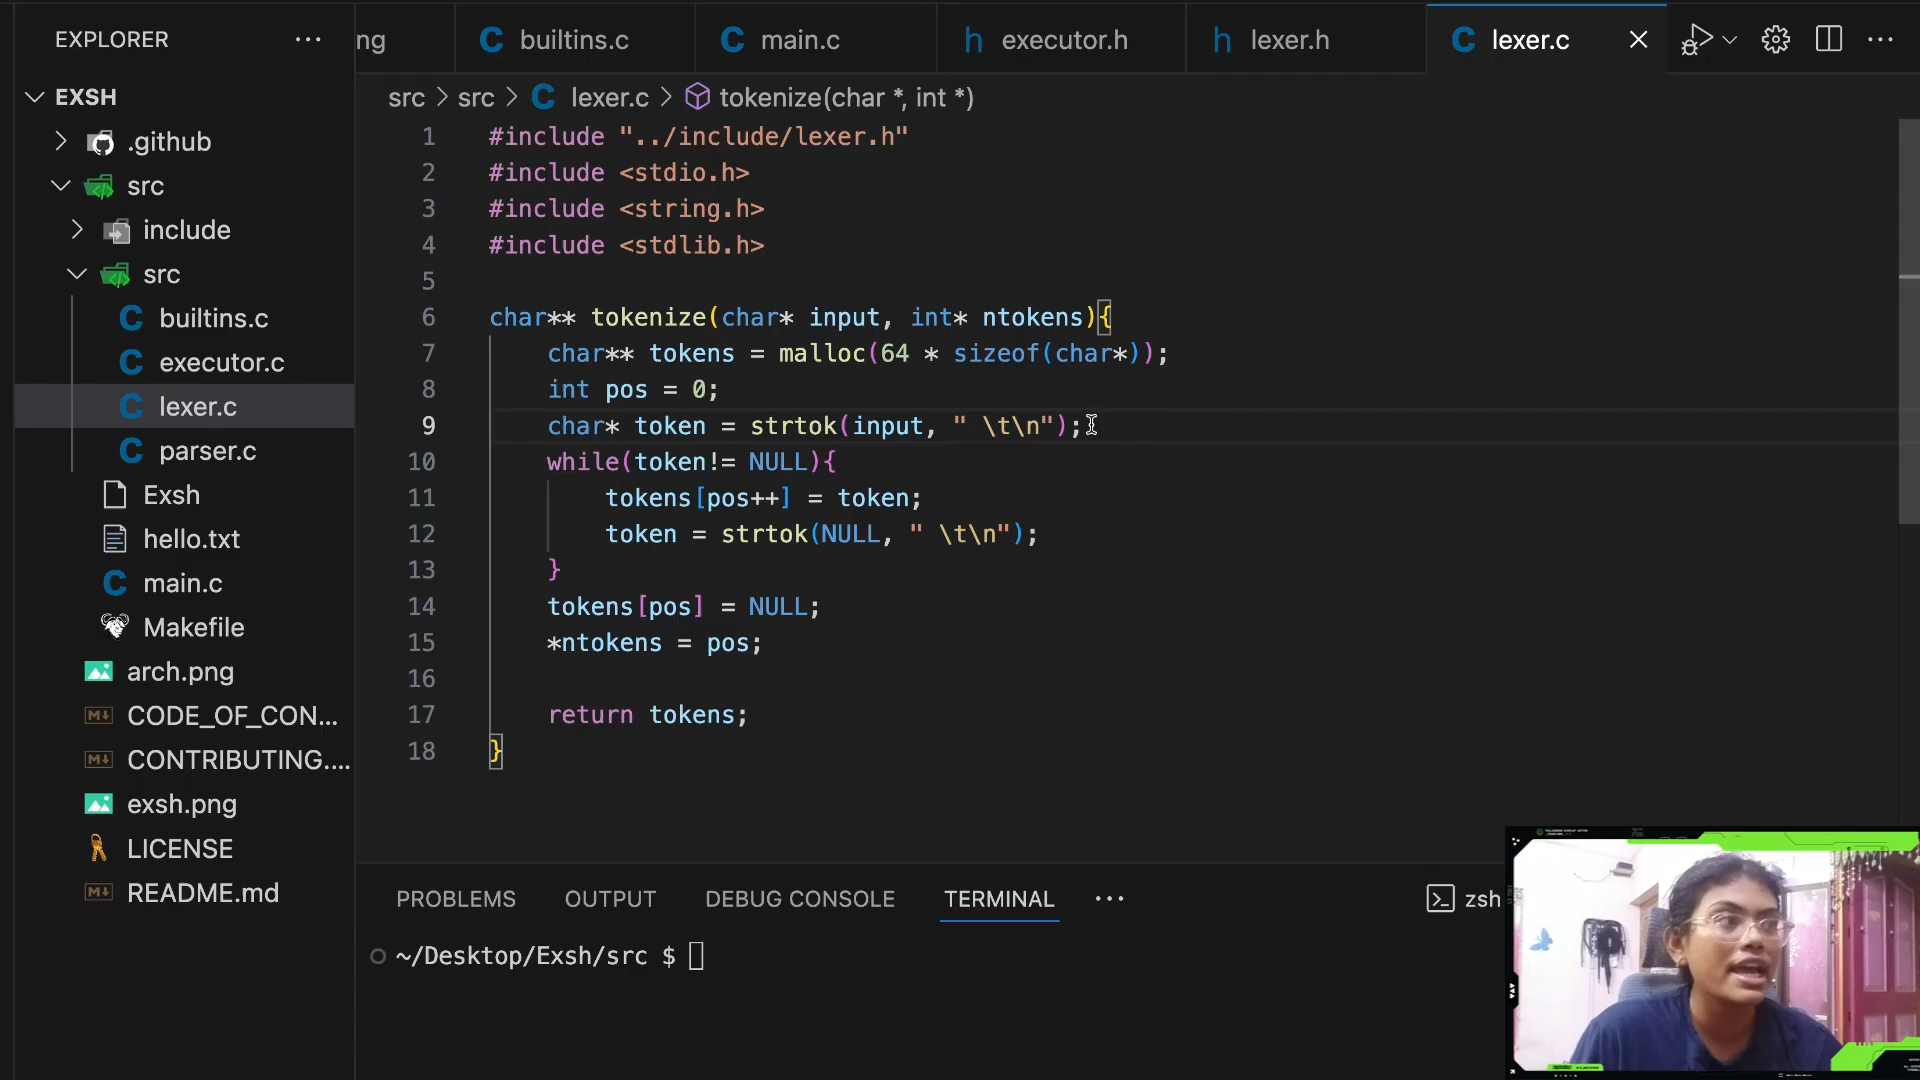 EXPLORER
EXSH
.github
src
include
src
builtins.c
executor.c
lexer.c
parser.c
Exsh
hello.txt
main.c
Makefile
arch.png
CODE_OF_CON...
CONTRIBUTING....
exsh.png
LICENSE
README.md
ng
C builtins.c
C main.c
h executor.h
h lexer.h
C lexer.c
src > src > C lexer.c > tokenize(char *, int *)
1 #include "../include/lexer.h"
2 #include <stdio.h>
3 #include <string.h>
4 #include <stdlib.h>
5
6 char** tokenize(char* input, int* ntokens){
7 char** tokens = malloc(64 * sizeof(char*));
8 int pos = 0;
9 char* token = strtok(input, " \t\n");
10 while(token!= NULL){
11 tokens[pos++] = token;
12 token = strtok(NULL, " \t\n");
13 }
14 tokens[pos] = NULL;
15 *ntokens = pos;
16
17 return tokens;
18 }
PROBLEMS OUTPUT DEBUG CONSOLE TERMINAL ... zsh
~/Desktop/Exsh/src $